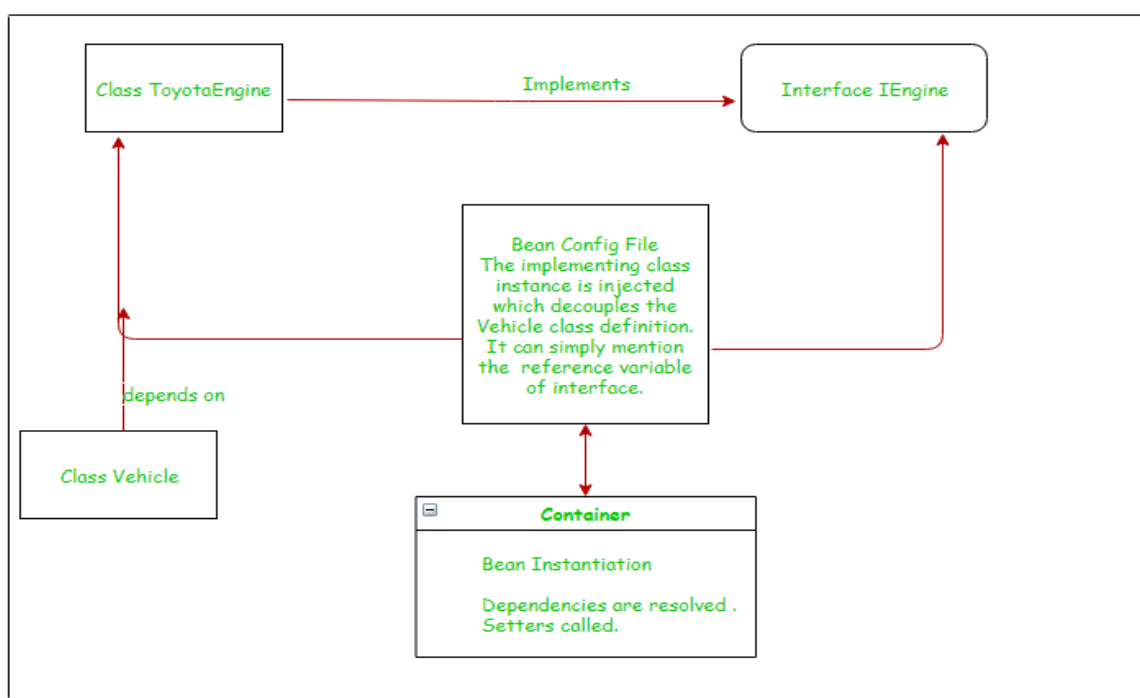 Class ToyotaEngine
Implements
Interface IEngine
Bean Config File
The implementing class
instance is injected
which decouples the
Vehicle class definition.
It can simply mention
the reference variable
of interface.
depends on
Class Vehicle
Container
Bean Instantiation
Dependencies are resolved .
Setters called.